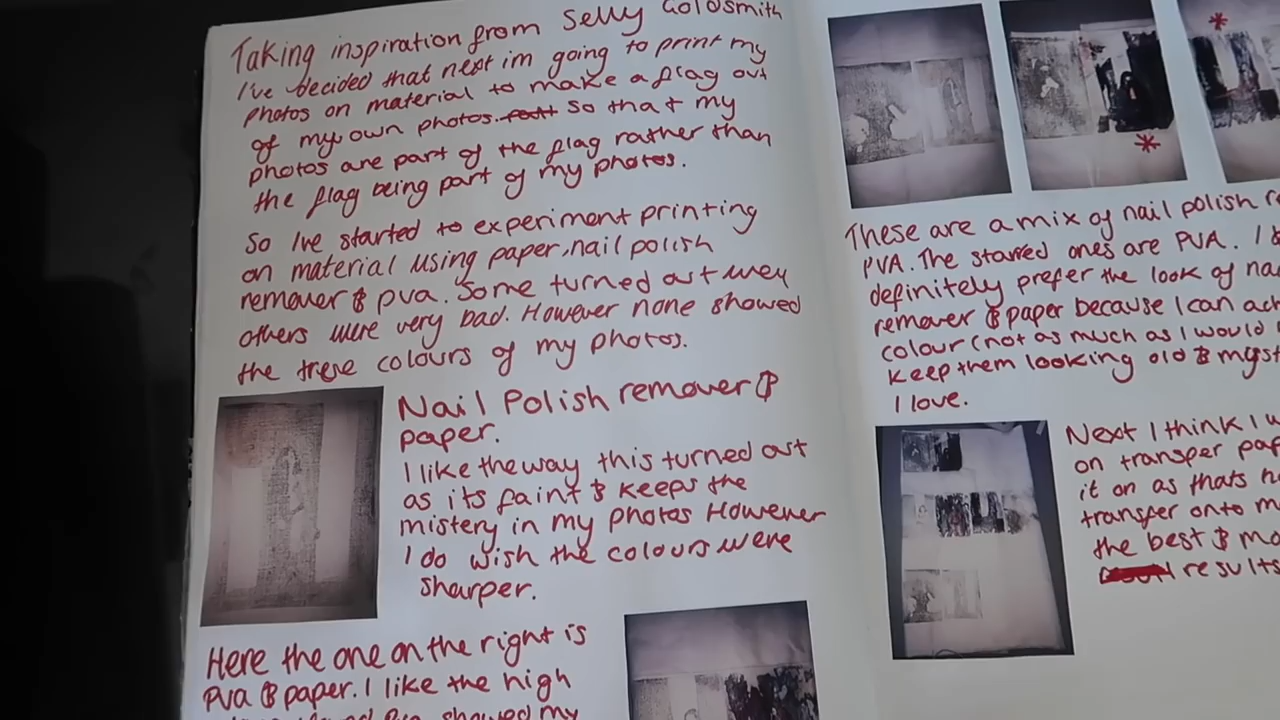 Taking inspiration from Selly Goldsmith
I've decided that next im going to print my
photos on material to make a flag out
of my own photos. so that my
photos are part of the flag rather than
the flag being part of my photos.
So I've started to experiment printing
on material using paper, nail polish
remover & pva. Some turned out well
others were very bad. However none showed
the true colours of my photos.
Nail Polish remover &
paper.
I like the way this turned out
as its faint & keeps the
mistery in my photos However
I do wish the colours were
sharper.
Here the one on the right is
PVA & paper. I like the high
showed my
These are a mix of nail polish
PVA. The starred ones are PVA. I
definitely prefer the look of
remover & paper because I can
colour (not as much as I would
keep them looking old &
I love.
Next I think I
on transfer
it on as thats
transfer onto
the best &
results